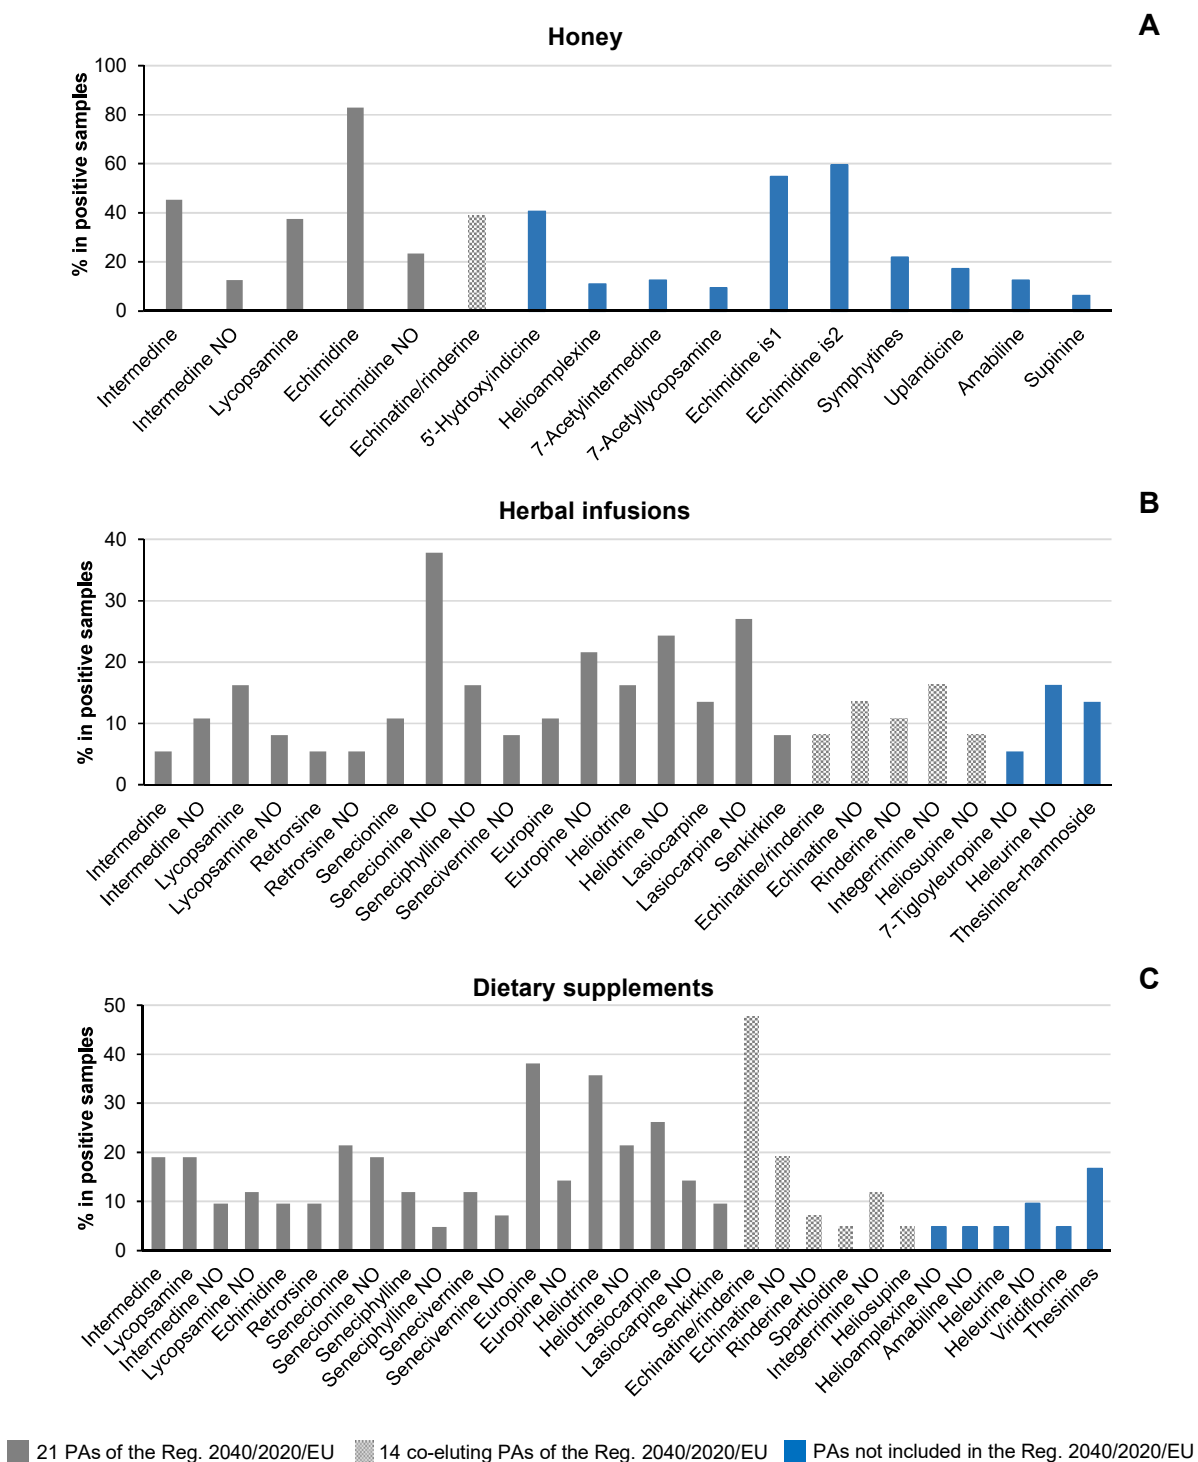 A
Honey
% in positive samples
100
80
60
40
20
0
Intermedine
Intermedine NO
Lycopsamine
Echimidine
Echimidine NO
Echinatine/rinderine
5'-Hydroxyindicine
Helioamplexine
7-Acetylintermedine
7-Acetyllycopsamine
Echimidine is1
Echimidine is2
Symphytines
Uplandicine
Amabiline
Supinine
B
Herbal infusions
% in positive samples
40
30
20
10
0
Intermedine
Intermedine NO
Lycopsamine
Lycopsamine NO
Retrorsine
Retrorsine NO
Senecionine
Senecionine NO
Seneciphylline NO
Senecivernine NO
Europine
Europine NO
Heliotrine
Heliotrine NO
Lasiocarpine
Lasiocarpine NO
Senkirkine
Echinatine/rinderine
Echinatine NO
Rinderine NO
Integerrimine NO
Heliosupine NO
7-Tigloyleuropine NO
Heleurine NO
Thesinine-rhamnoside
C
Dietary supplements
% in positive samples
50
40
30
20
10
0
Intermedine
Lycopsamine
Intermedine NO
Lycopsamine NO
Echimidine
Retrorsine
Senecionine
Senecionine NO
Seneciphylline
Seneciphylline NO
Senecivernine
Senecivernine NO
Europine
Europine NO
Heliotrine
Heliotrine NO
Lasiocarpine
Lasiocarpine NO
Senkirkine
Echinatine/rinderine
Echinatine NO
Rinderine NO
Spartioidine
Integerrimine NO
Heliosupine
Helioamplexine NO
Amabiline NO
Heleurine
Heleurine NO
Viridiflorine
Thesinines
21 PAs of the Reg. 2040/2020/EU
14 co-eluting PAs of the Reg. 2040/2020/EU
PAs not included in the Reg. 2040/2020/EU